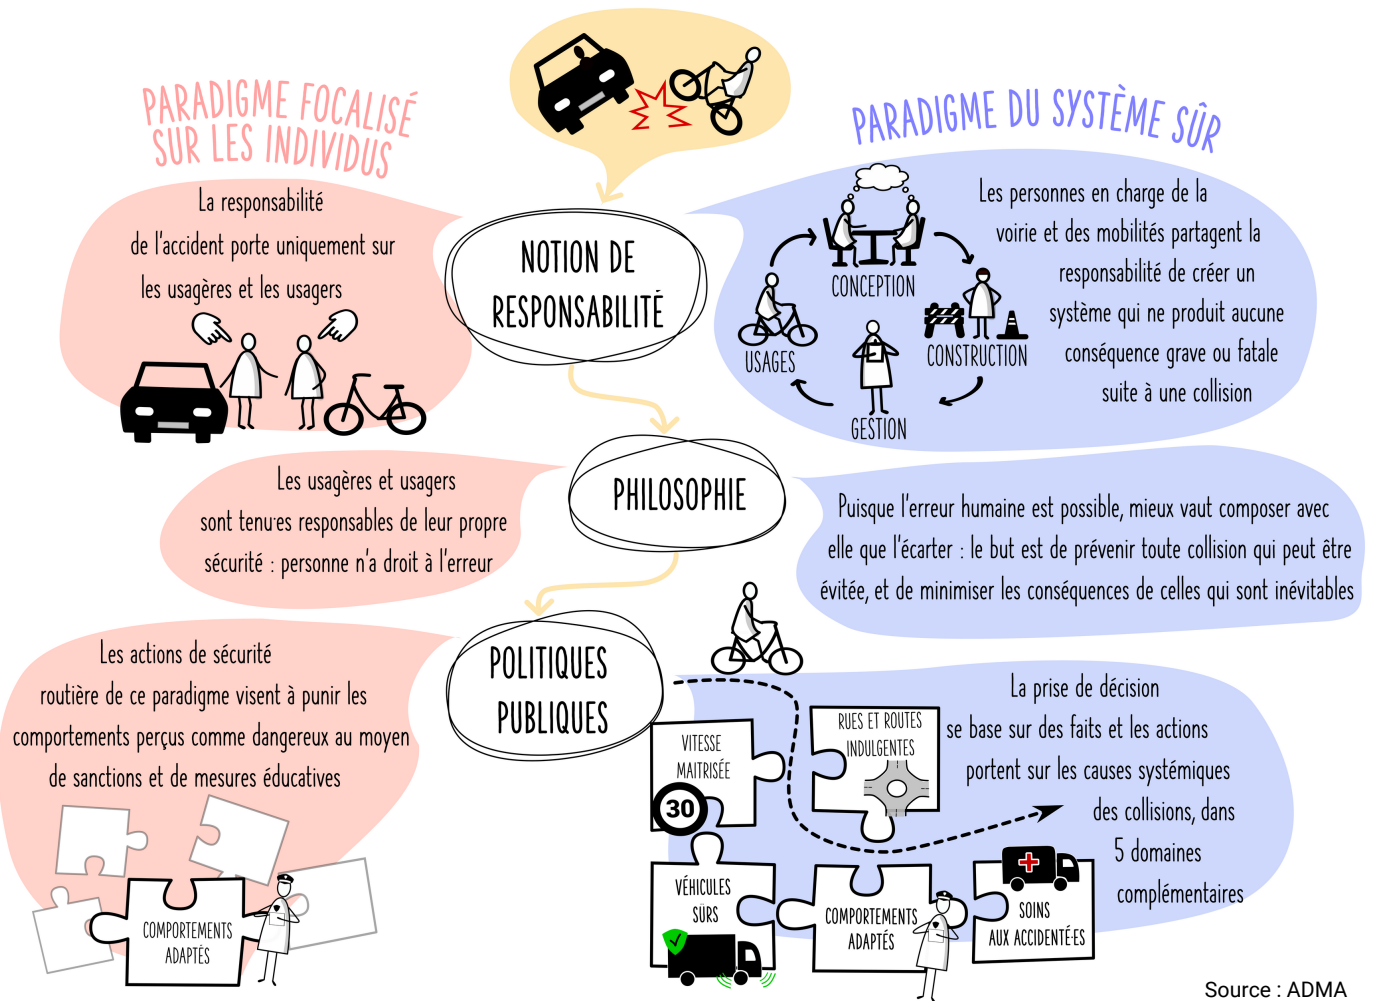 PARADIGME FOCALISÉ
SUR LES INDIVIDUS
PARADIGME DU SYSTÈME SÛR
NOTION DE
RESPONSABILITÉ
La responsabilité
de l'accident porte uniquement sur
les usagères et les usagers
CONCEPTION
CONSTRUCTION
GESTION
USAGES
Les personnes en charge de la
voirie et des mobilités partagent la
responsabilité de créer un
système qui ne produit aucune
conséquence grave ou fatale
suite à une collision
PHILOSOPHIE
Les usagères et usagers
sont tenu·es responsables de leur propre
sécurité : personne n'a droit à l'erreur
Puisque l'erreur humaine est possible, mieux vaut composer avec
elle que l'écarter : le but est de prévenir toute collision qui peut être
évitée, et de minimiser les conséquences de celles qui sont inévitables
POLITIQUES
PUBLIQUES
Les actions de sécurité
routière de ce paradigme visent à punir les
comportements perçus comme dangereux au moyen
de sanctions et de mesures éducatives
COMPORTEMENTS
ADAPTÉS
VITESSE
MAITRISÉE
30
RUES ET ROUTES
INDULGENTES
VÉHICULES
SÛRS
COMPORTEMENTS
ADAPTÉS
SOINS
AUX ACCIDENTÉ·ES
La prise de décision
se base sur des faits et les actions
portent sur les causes systémiques
des collisions, dans
5 domaines
complémentaires
Source : ADMA